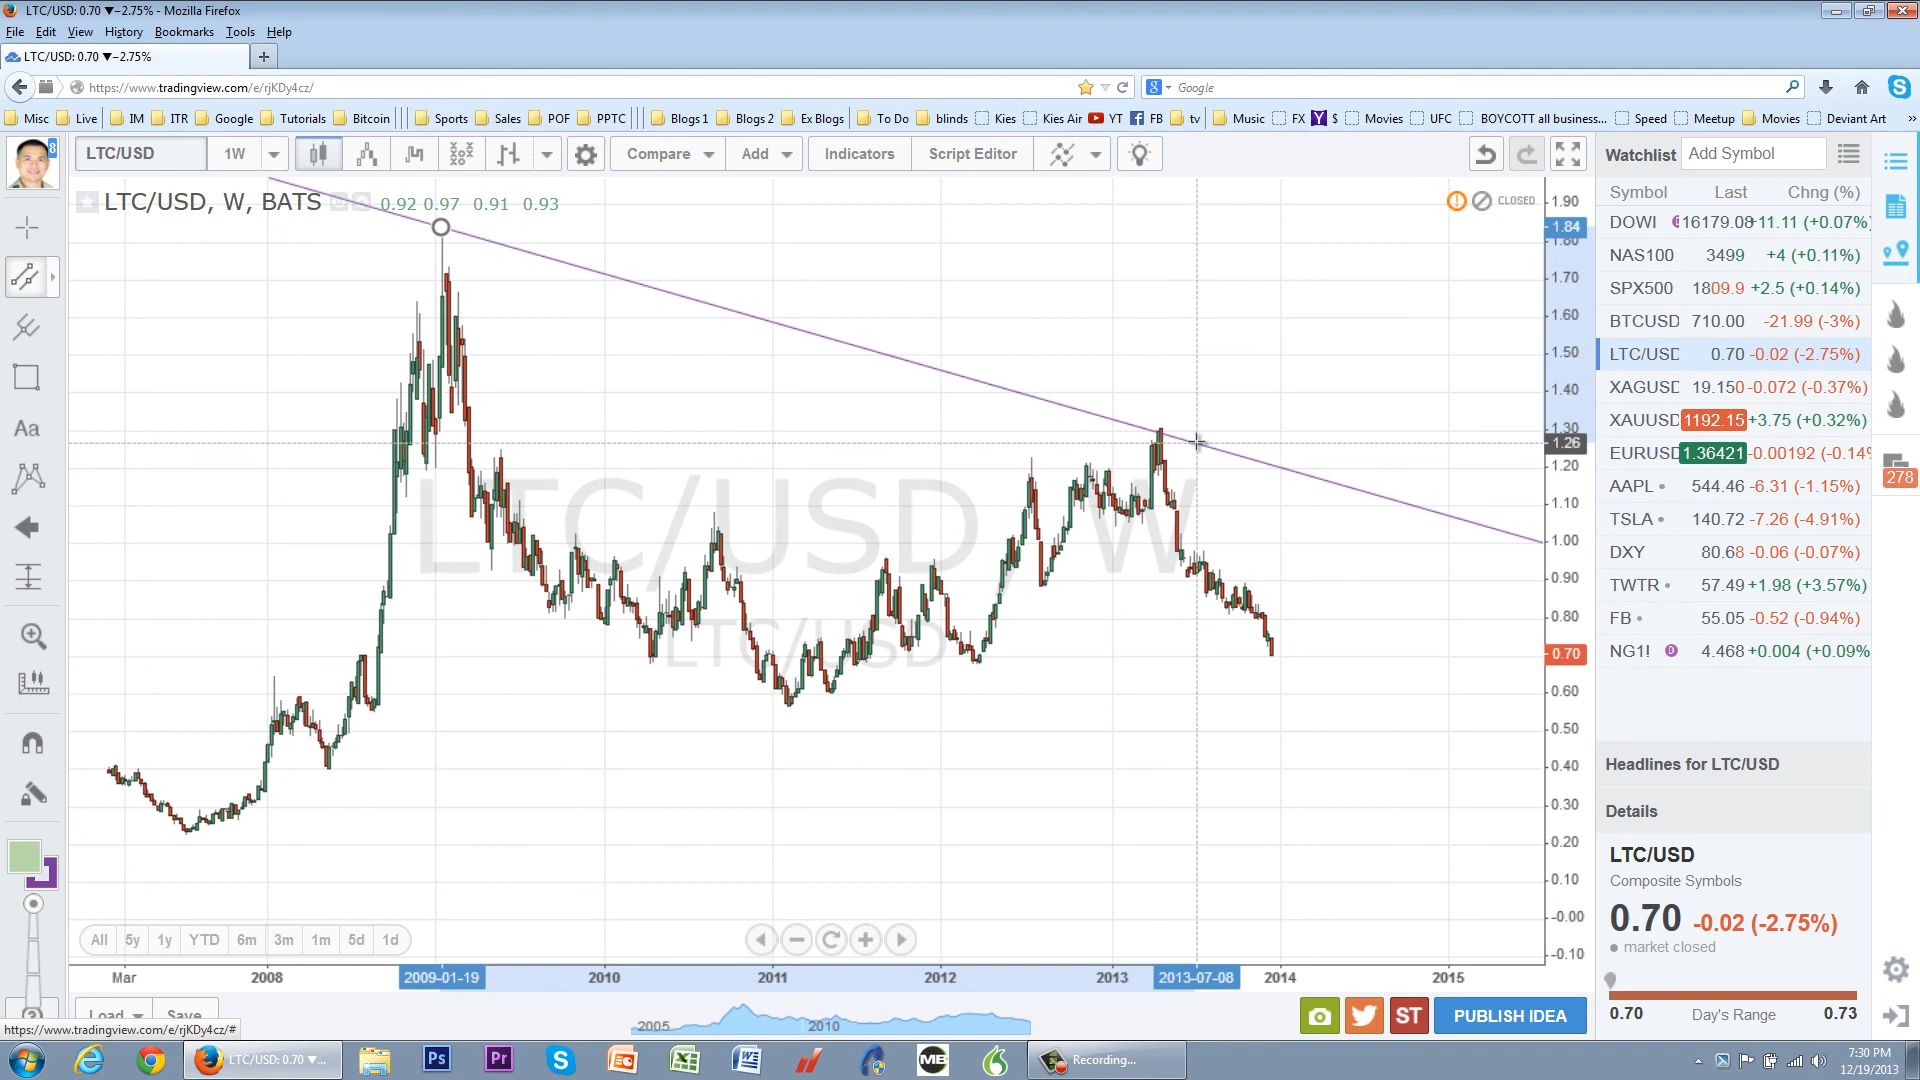 LTC/USD: 0.70 ▼−2.75% - Mozilla Firefox
File Edit View History Bookmarks Tools Help
LTC/USD: 0.70 ▼−2.75%
https://www.tradingview.com/e/rjKDy4cz/
Google
Misc Live IM ITR Google Tutorials Bitcoin Sports Sales POF PPTC Blogs 1 Blogs 2 Ex Blogs To Do blinds Kies Kies Air YT FB tv Music FX $ Movies UFC BOYCOTT all business... Speed Meetup Movies Deviant Art »
8
LTC/USD 1W Compare Add Indicators Script Editor
Watchlist Add Symbol
LTC/USD, W, BATS 0.92 0.97 0.91 0.93
CLOSED
Symbol Last Chng (%)
DOWI 16179.08 +11.11 (+0.07%)
NAS100 3499 +4 (+0.11%)
SPX500 1809.9 +2.5 (+0.14%)
BTCUSD 710.00 -21.99 (-3%)
LTC/USD 0.70 -0.02 (-2.75%)
XAGUSD 19.150 -0.072 (-0.37%)
XAUUSD 1192.15 +3.75 (+0.32%)
EURUSD 1.36421 -0.00192 (-0.14%
AAPL 544.46 -6.31 (-1.15%)
TSLA 140.72 -7.26 (-4.91%)
DXY 80.68 -0.06 (-0.07%)
TWTR 57.49 +1.98 (+3.57%)
FB 55.05 -0.52 (-0.94%)
NG1! D 4.468 +0.004 (+0.09%
278
1.90
1.84
1.80
1.70
1.60
1.50
1.40
1.30
1.26
1.20
1.10
1.00
0.90
0.80
0.70
0.60
0.50
0.40
0.30
0.20
0.10
-0.00
-0.10
Aa
LTC/USD, W
LTC/USD
Headlines for LTC/USD
Details
LTC/USD
Composite Symbols
0.70 -0.02 (-2.75%)
market closed
0.70 Day's Range 0.73
All 5y 1y YTD 6m 3m 1m 5d 1d
Mar 2008 2009-01-19 2010 2011 2012 2013 2013-07-08 2014 2015
Load Save
2005 2010
ST PUBLISH IDEA
https://www.tradingview.com/e/rjKDy4cz/#
LTC/USD: 0.70 ▼...
Ps
Pr
MB
Recording...
7:30 PM
12/19/2013